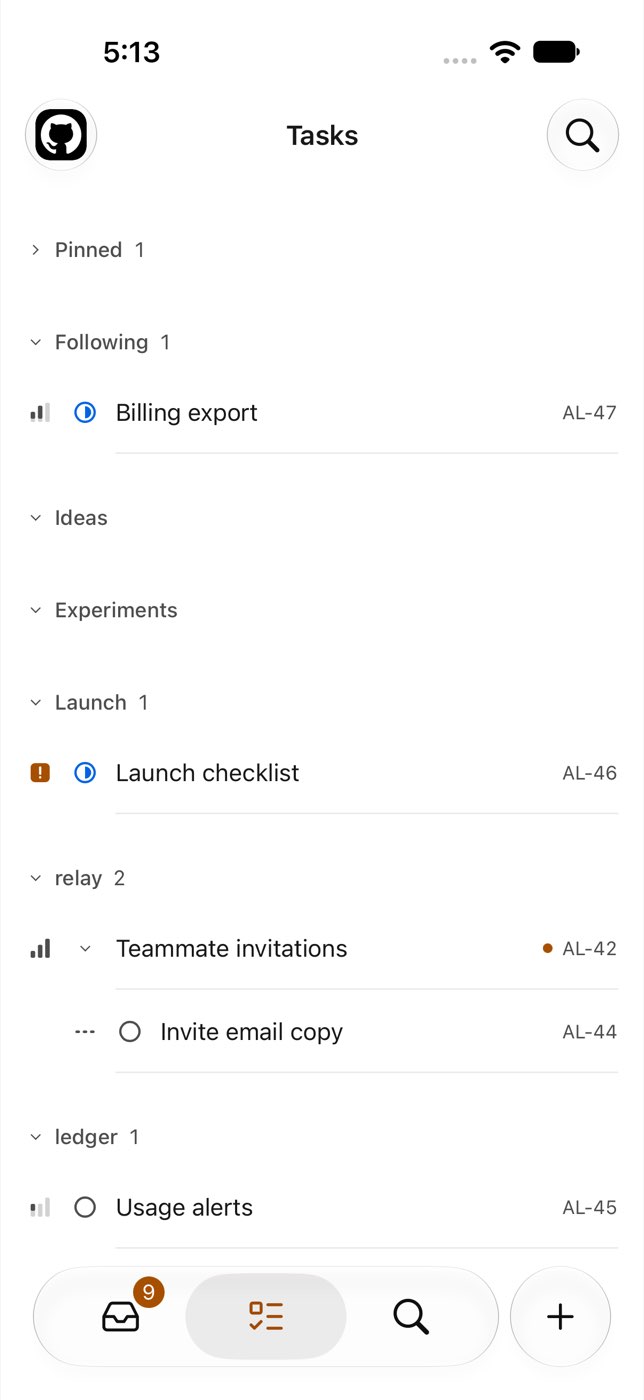 5:13
Tasks
Pinned 1
Following 1
Billing export AL-47
Ideas
Experiments
Launch 1
! Launch checklist AL-46
relay 2
Teammate invitations AL-42
Invite email copy AL-44
ledger 1
Usage alerts AL-45
9